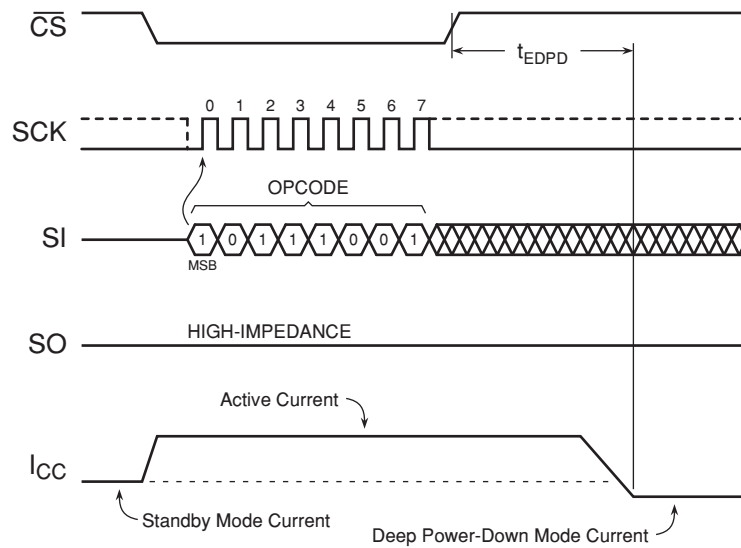 CS
tEDPD
0 1 2 3 4 5 6 7
SCK
OPCODE
SI
1 0 1 1 1 0 0 1
MSB
HIGH-IMPEDANCE
SO
Active Current
ICC
Standby Mode Current
Deep Power-Down Mode Current